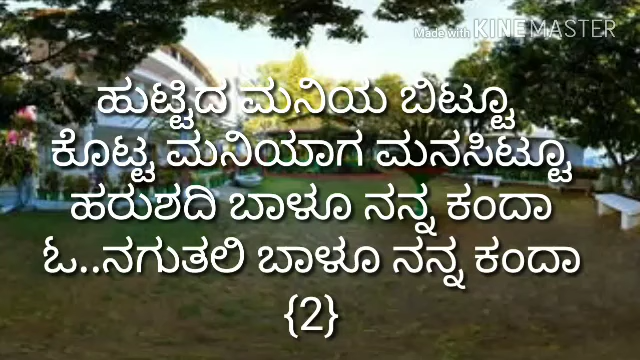 Made with KINEMASTER
ಹುಟ್ಟಿದ ಮನಿಯ ಬಿಟ್ಟೂ
ಕೊಟ್ಟ ಮನಿಯಾಗ ಮನಸಿಟ್ಟೂ
ಹರುಶದಿ ಬಾಳೂ ನನ್ನ ಕಂದಾ
ಓ..ನಗುತಲಿ ಬಾಳೂ ನನ್ನ ಕಂದಾ
{2}